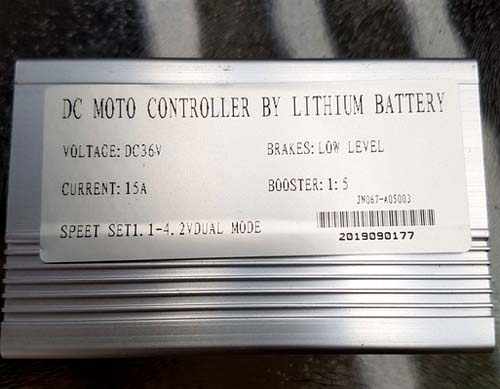 DC MOTO CONTROLLER BY LITHIUM BATTERY
VOLTAGE: DC36V BRAKES: LOW LEVEL
CURRENT: 15A BOOSTER: 1: 5
JN067-A05003
SPEET SET1. 1-4. 2VDUAL MODE
2019090177